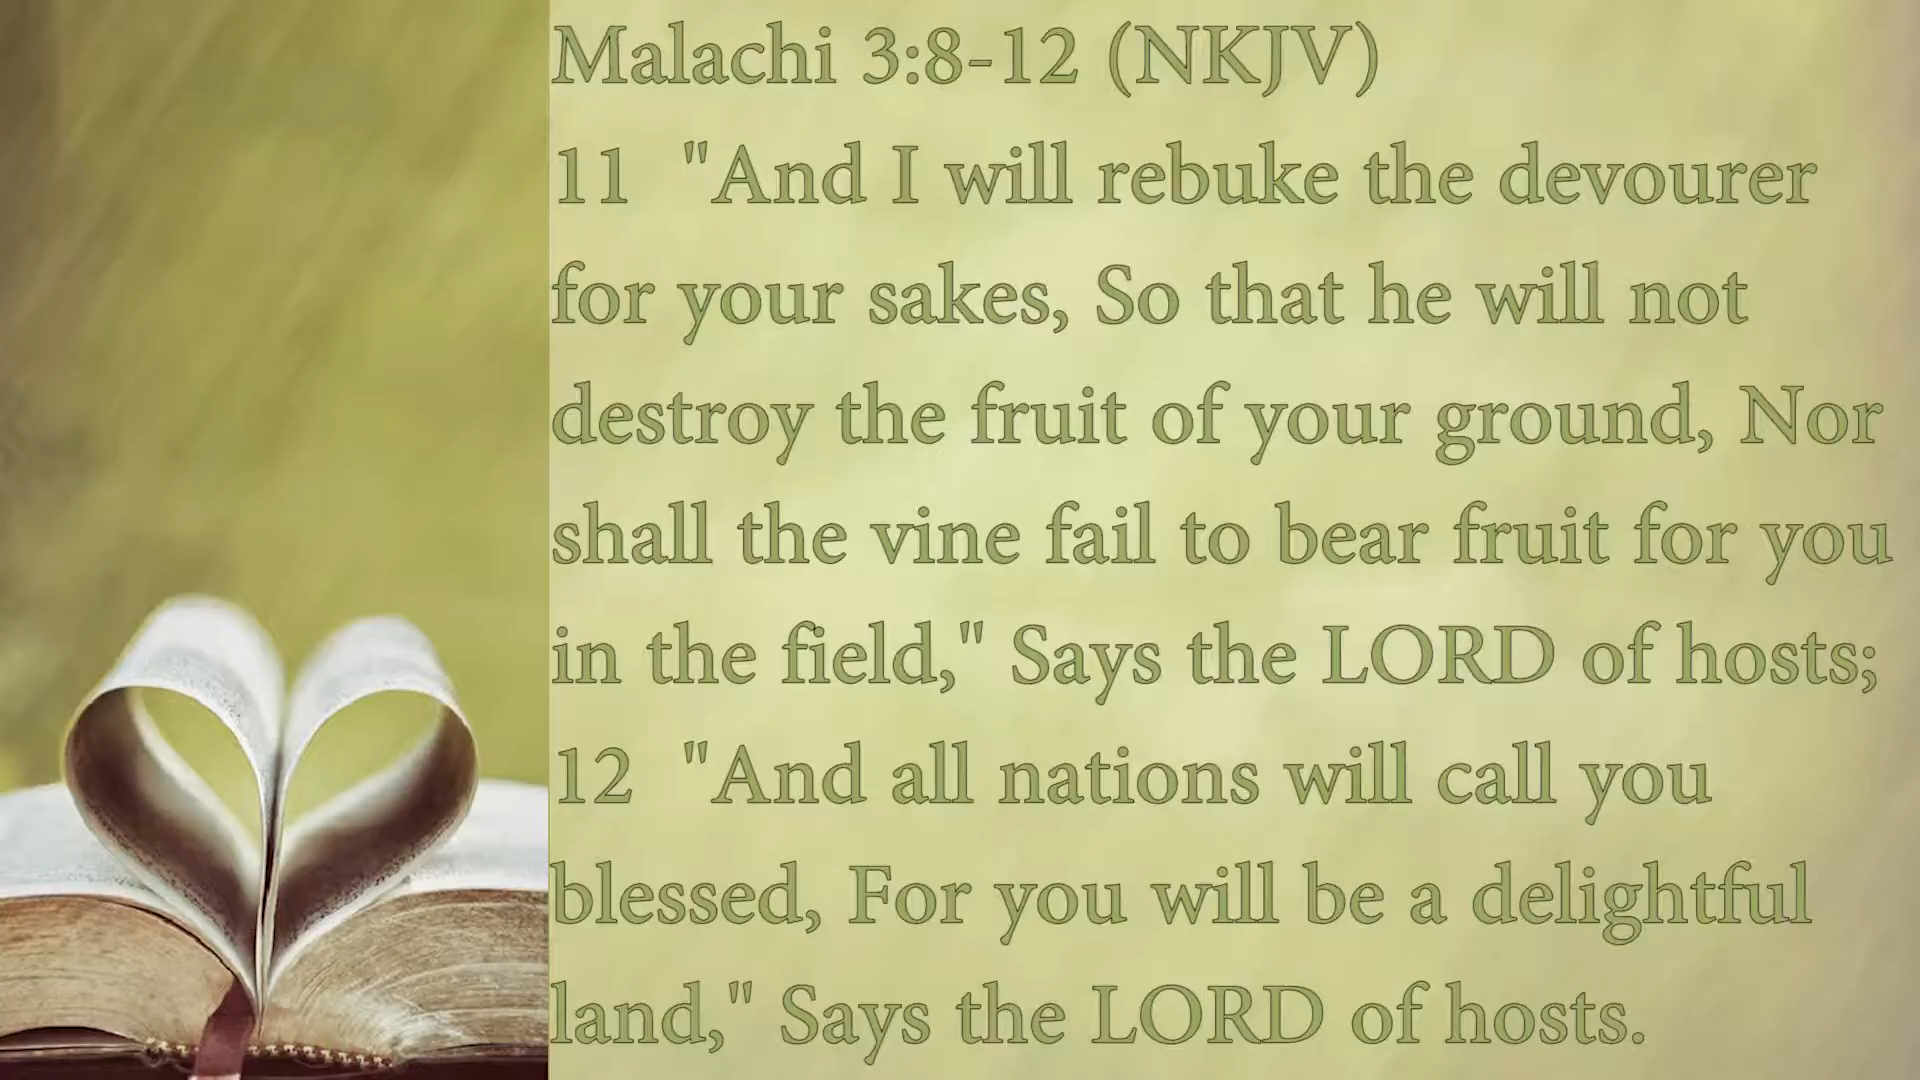 Malachi 3:8-12 (NKJV)
11 "And I will rebuke the devourer
for your sakes, So that he will not
destroy the fruit of your ground, Nor
shall the vine fail to bear fruit for you
in the field," Says the LORD of hosts;
12 "And all nations will call you
blessed, For you will be a delightful
land," Says the LORD of hosts.